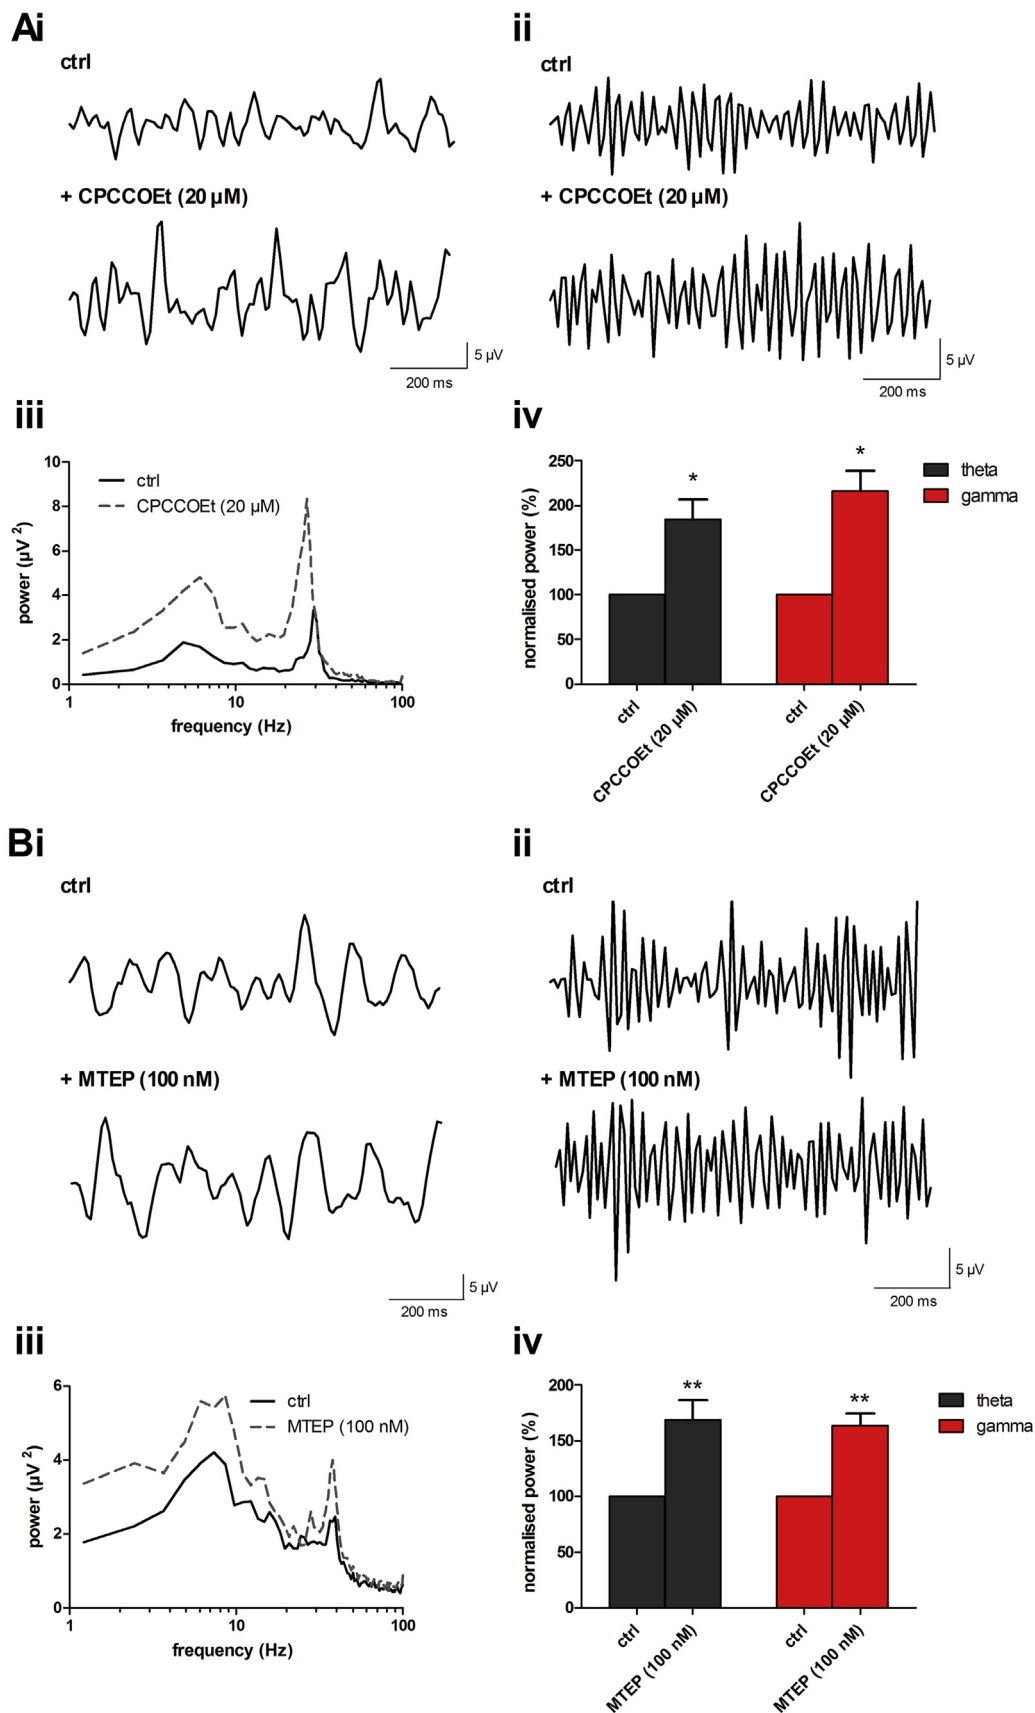 Ai
ctrl
+ CPCCOEt (20 µM)
5 µV
200 ms
ii
ctrl
+ CPCCOEt (20 µM)
5 µV
200 ms
iii
10
8
6
4
2
0
power (µV 2)
ctrl
CPCCOEt (20 µM)
1
10
100
frequency (Hz)
iv
250
200
150
100
50
0
normalised power (%)
*
*
theta
gamma
ctrl
CPCCOEt (20 µM)
ctrl
CPCCOEt (20 µM)
Bi
ctrl
+ MTEP (100 nM)
5 µV
200 ms
ii
ctrl
+ MTEP (100 nM)
5 µV
200 ms
iii
6
4
2
0
power (µV 2)
ctrl
MTEP (100 nM)
1
10
100
frequency (Hz)
iv
200
150
100
50
0
normalised power (%)
**
**
theta
gamma
ctrl
MTEP (100 nM)
ctrl
MTEP (100 nM)